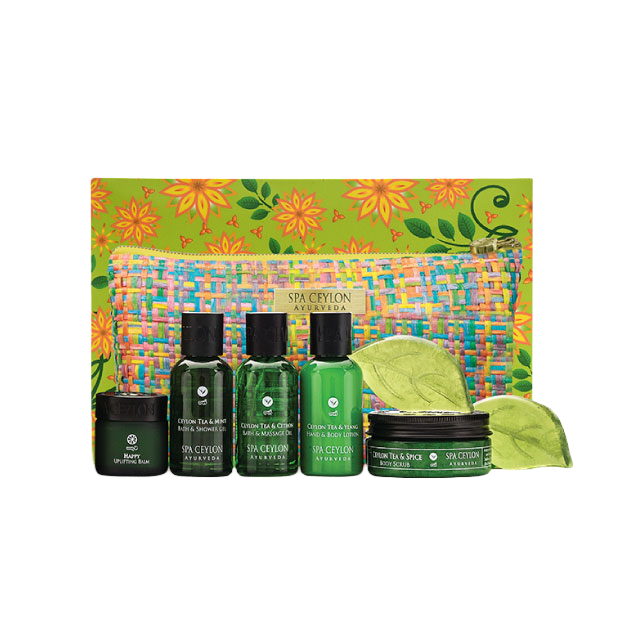 SPA CEYLON
AYURVEDA
HAPPY
UPLIFTING BALM
CEYLON TEA & MINT
BATH & SHOWER GEL
SPA CEYLON
AYURVEDA
CEYLON TEA & CITRON
BATH & MASSAGE OIL
SPA CEYLON
AYURVEDA
CEYLON TEA & YLANG
HAND & BODY LOTION
SPA CEYLON
AYURVEDA
CEYLON TEA & SPICE
BODY SCRUB
SPA CEYLON
AYURVEDA